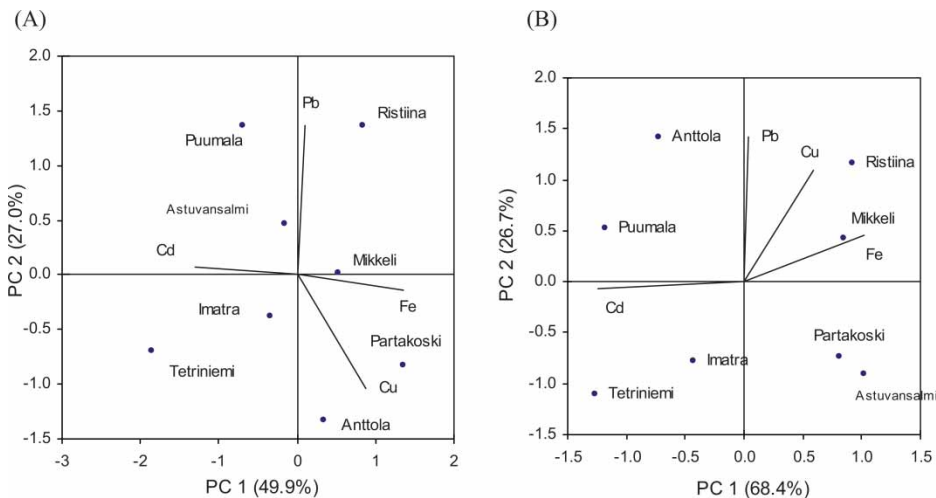 (A)
PC 2 (27.0%)
2.0
1.5
1.0
0.5
0.0
-0.5
-1.0
-1.5
-3
-2
-1
0
1
2
PC 1 (49.9%)
Pb
Ristiina
Puumala
Astuvansalmi
Cd
Mikkeli
Imatra
Fe
Tetriniemi
Partakoski
Cu
Anttola
(B)
PC 2 (26.7%)
2.0
1.5
1.0
0.5
0.0
-0.5
-1.0
-1.5
-1.5
-1.0
-0.5
0.0
0.5
1.0
1.5
PC 1 (68.4%)
Anttola
Pb
Cu
Ristiina
Puumala
Mikkeli
Fe
Cd
Partakoski
Imatra
Tetriniemi
Astuvansalmi